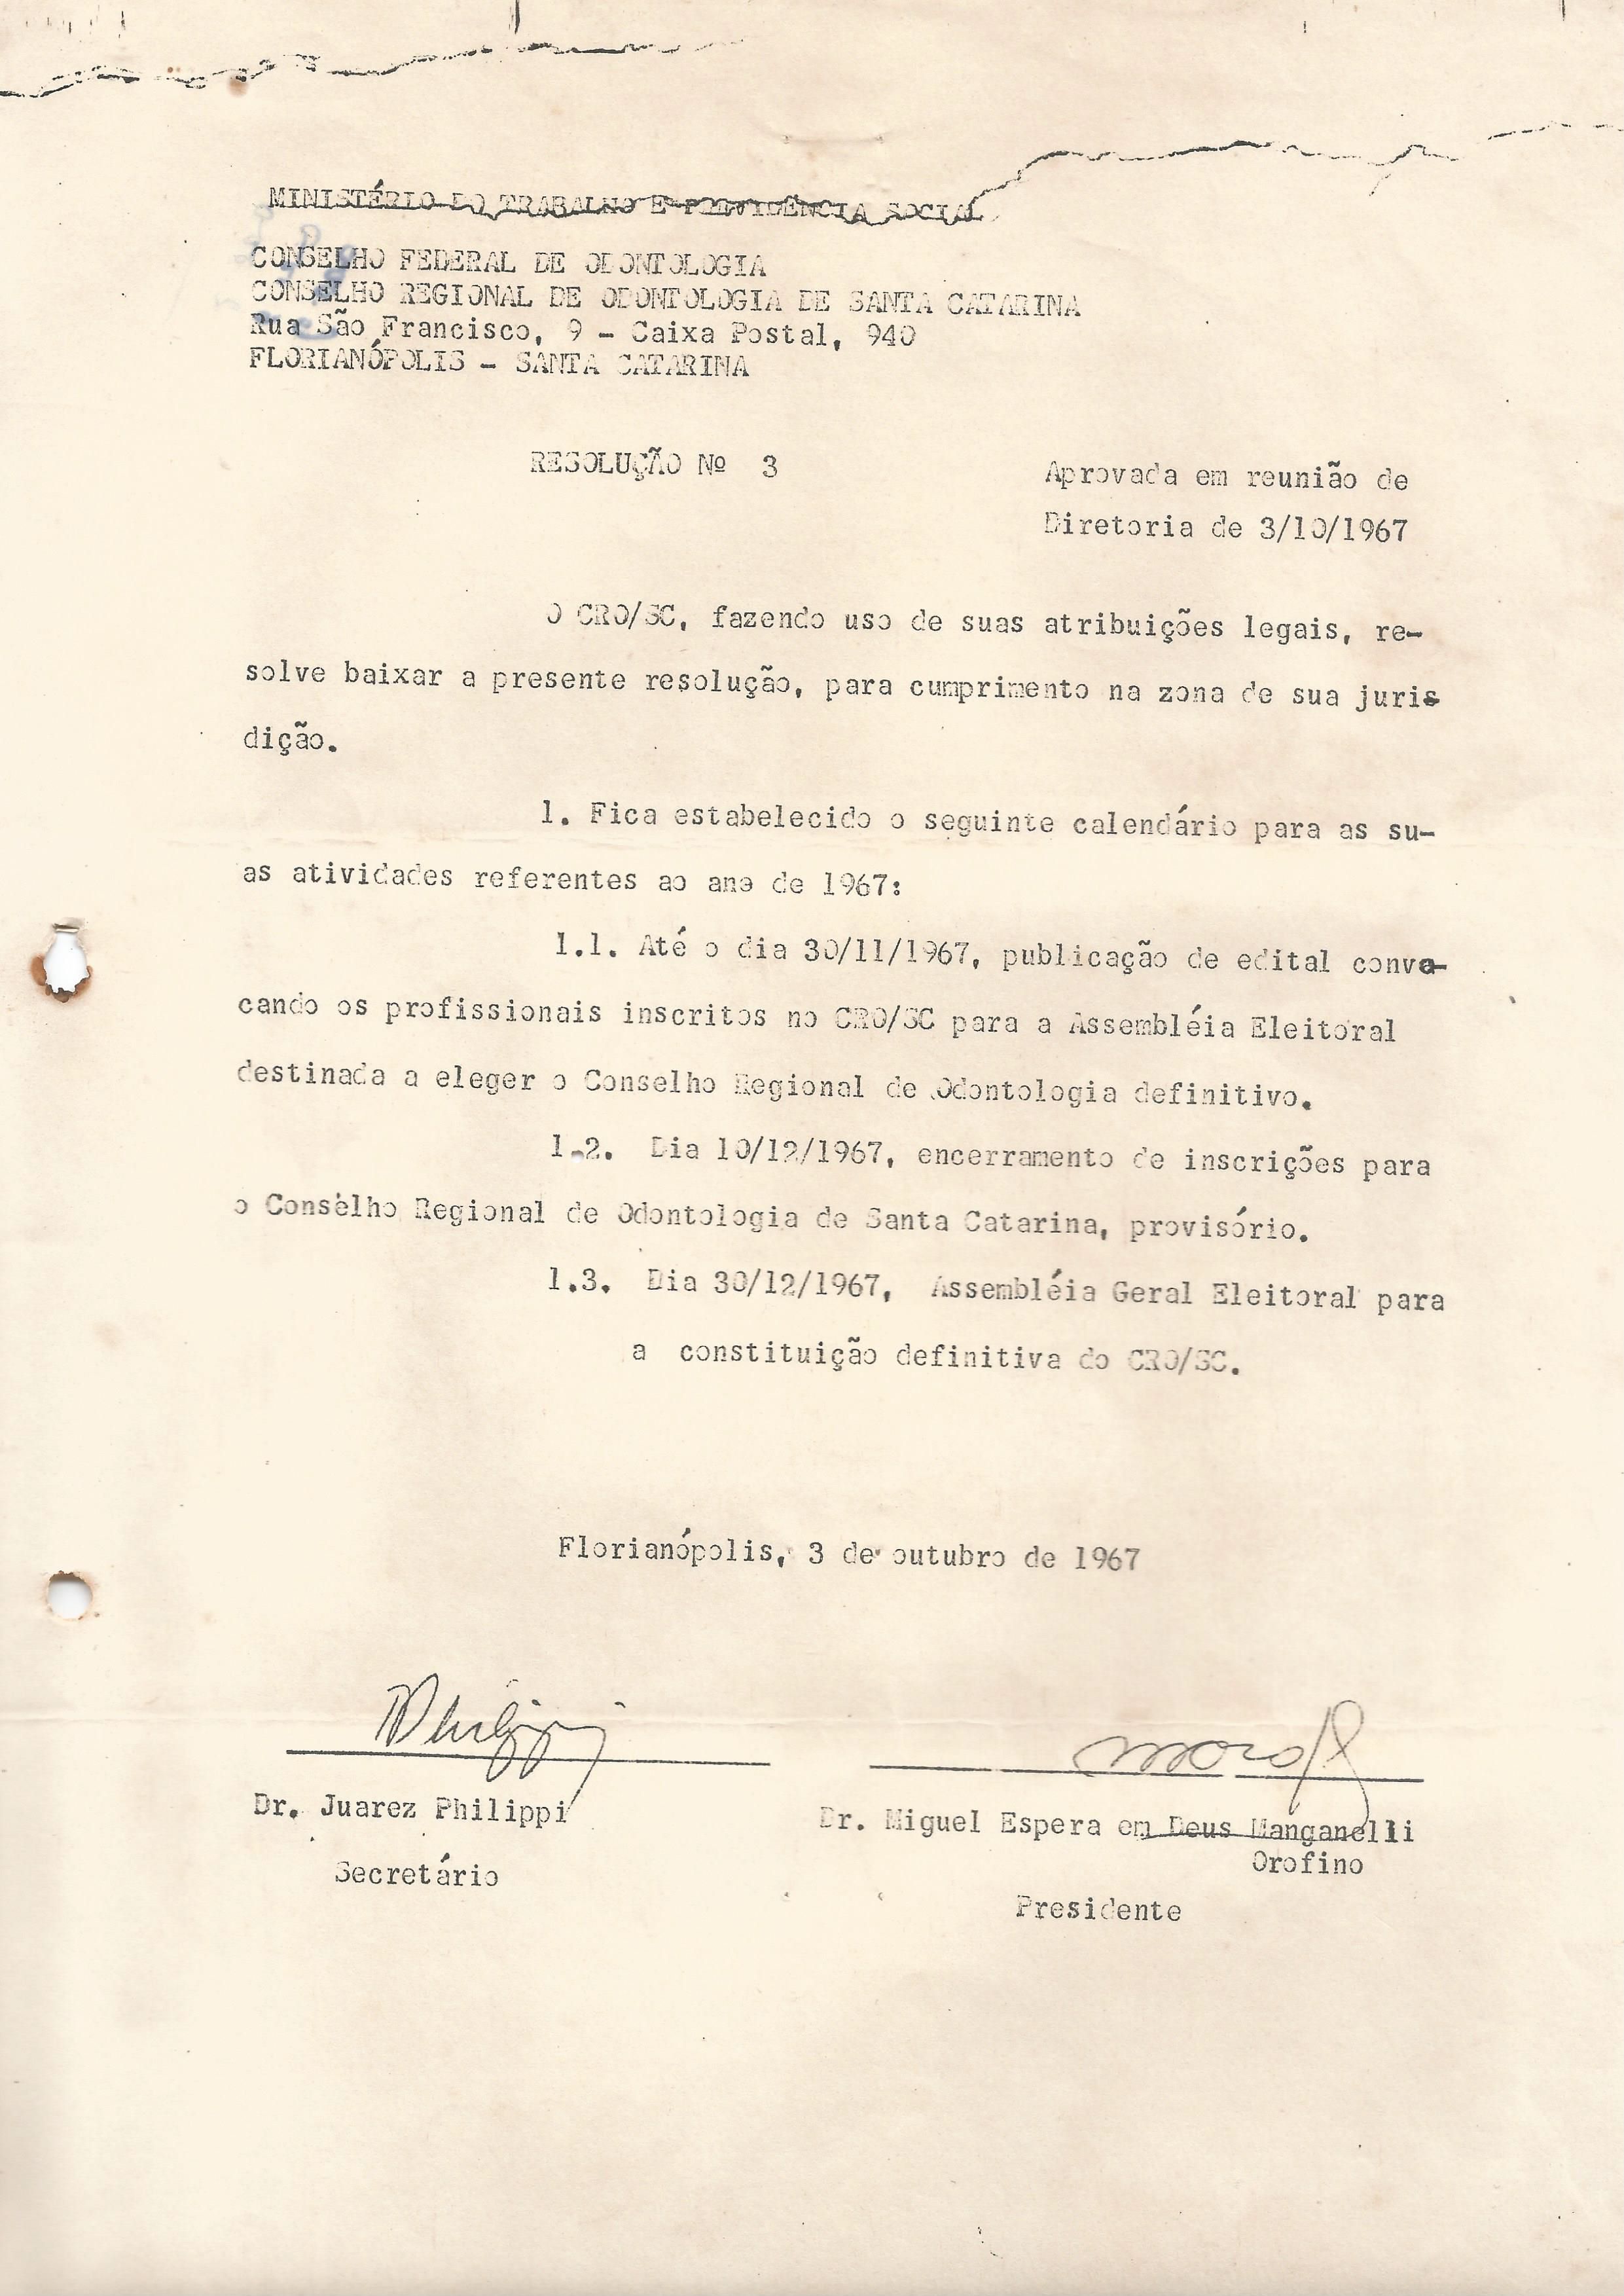 MINISTÉRIO DO TRABALHO E PREVIDÊNCIA SOCIAL
CONSELHO FEDERAL DE ODONTOLOGIA
CONSELHO REGIONAL DE ODONTOLOGIA DE SANTA CATARINA
Rua São Francisco, 9 - Caixa Postal, 940
FLORIANÓPOLIS - SANTA CATARINA
RESOLUÇÃO Nº 3
Aprovada em reunião de
Diretoria de 3/10/1967
O CRO/SC, fazendo uso de suas atribuições legais, re-
solve baixar a presente resolução, para cumprimento na zona de sua juris
dição.
1. Fica estabelecido o seguinte calendário para as su-
as atividades referentes ao ano de 1967:
1.1. Até o dia 30/11/1967, publicação de edital convo-
cando os profissionais inscritos no CRO/SC para a Assembléia Eleitoral
destinada a eleger o Conselho Regional de Odontologia definitivo.
1.2. Dia 10/12/1967, encerramento de inscrições para
o Conselho Regional de Odontologia de Santa Catarina, provisório.
1.3. Dia 30/12/1967, Assembléia Geral Eleitoral para
a constituição definitiva do CRO/SC.
Florianópolis, 3 de outubro de 1967
Philippi
Dr. Juarez Philippi
Secretário
Dr. Miguel Espera em Deus Manganelli
Orofino
Presidente